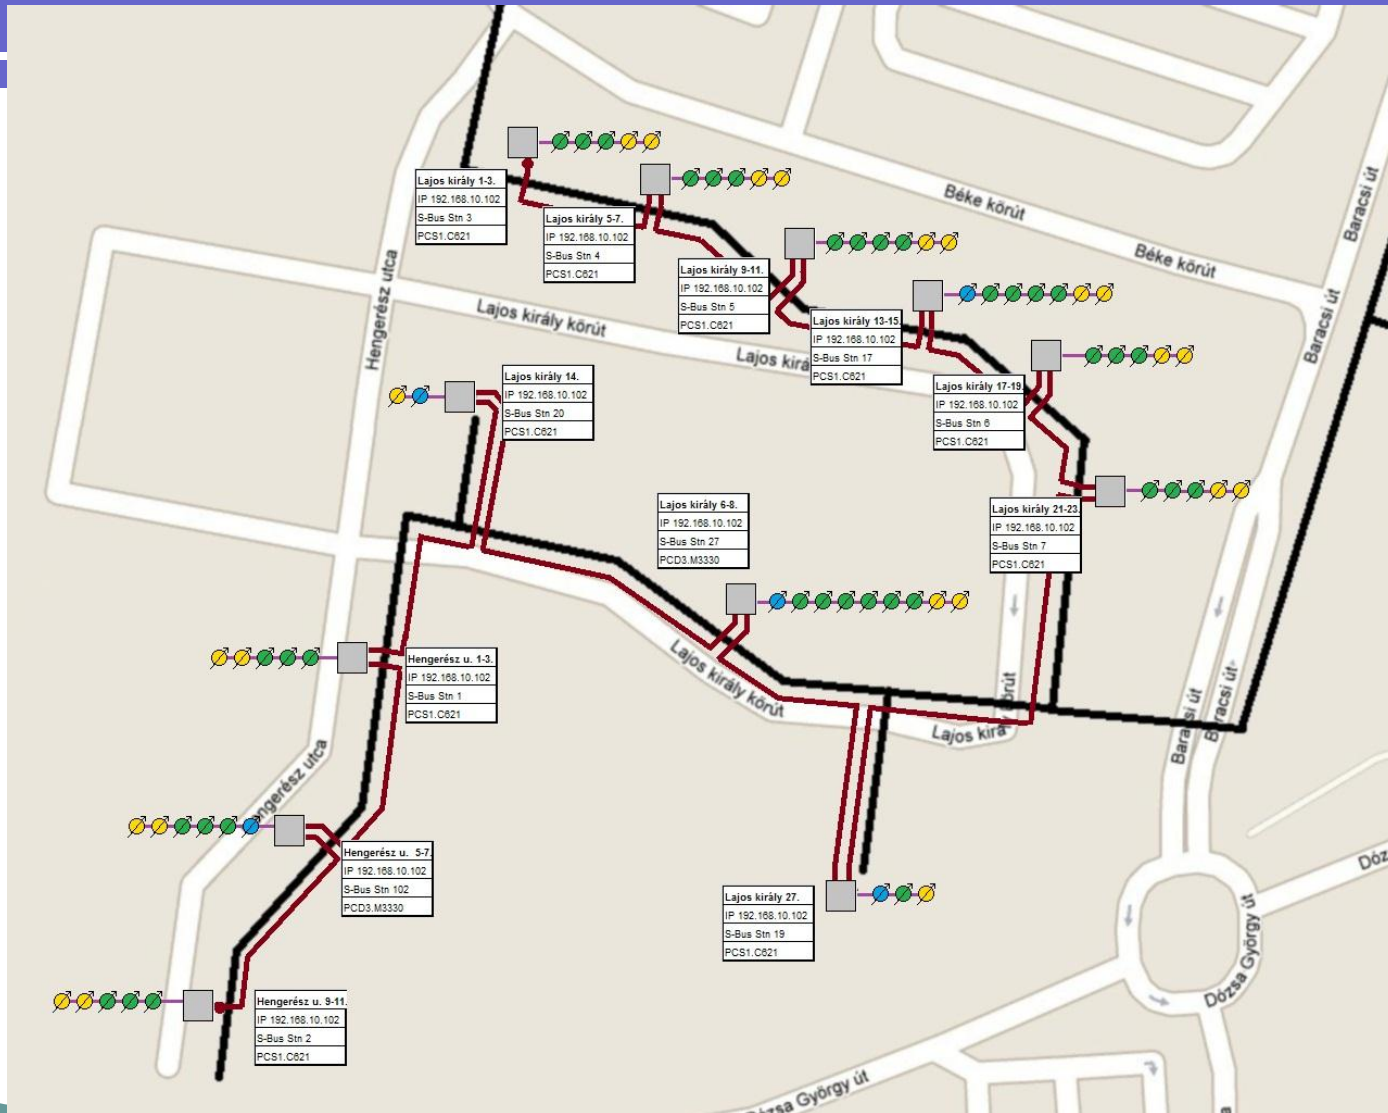 Béke körút
Béke körút
Baracsi út
Baracsi út
Lajos király 1-3.
IP 192.168.10.102
S-Bus Stn 3
PCS1.C621
Lajos király 5-7.
IP 192.168.10.102
S-Bus Stn 4
PCS1.C621
Lajos király 9-11.
IP 192.168.10.102
S-Bus Stn 5
PCS1.C621
Hengerész utca
Lajos király körút
Lajos kirá
Lajos király 13-15
IP 192.168.10.102
S-Bus Stn 17
PCS1.C621
Lajos király 14.
IP 192.168.10.102
S-Bus Stn 20
PCS1.C621
Lajos király 17-19.
IP 192.168.10.102
S-Bus Stn 6
PCS1.C621
Lajos király 6-8.
IP 192.168.10.102
S-Bus Stn 27
PCD3.M3330
Lajos király 21-23.
IP 192.168.10.102
S-Bus Stn 7
PCS1.C621
Hengerész u. 1-3.
IP 192.168.10.102
S-Bus Stn 1
PCS1.C621
Lajos király körút
Lajos király körút
Baracsi út
Baracsi út
Hengerész utca
Hengerész u. 5-7.
IP 192.168.10.102
S-Bus Stn 102
PCD3.M3330
Lajos király 27.
IP 192.168.10.102
S-Bus Stn 19
PCS1.C621
Dóz
Dózsa György út
Hengerész u. 9-11.
IP 192.168.10.102
S-Bus Stn 2
PCS1.C621
Dózsa György út